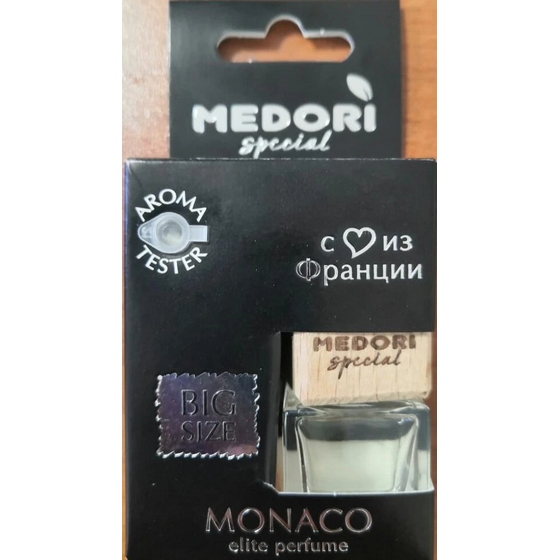 MEDORI
special
AROMA
TESTER
с из
Франции
MEDORI
special
BIG
SIZE
MONACO
elite perfume